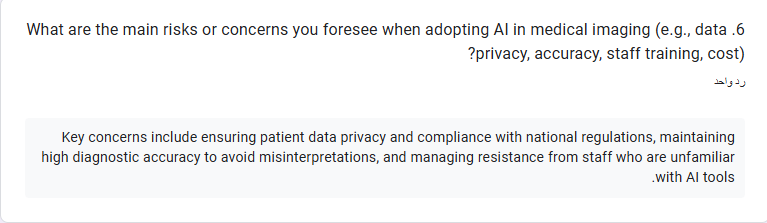 What are the main risks or concerns you foresee when adopting AI in medical imaging (e.g., data .6
?privacy, accuracy, staff training, cost)
رد واحد
Key concerns include ensuring patient data privacy and compliance with national regulations, maintaining
high diagnostic accuracy to avoid misinterpretations, and managing resistance from staff who are unfamiliar
.with AI tools